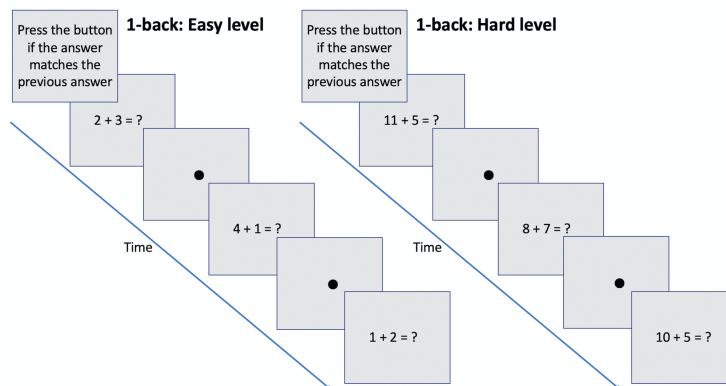 1-back: Easy level
Press the button
if the answer
matches the
previous answer
2 + 3 = ?
4 + 1 = ?
1 + 2 = ?
Time
1-back: Hard level
Press the button
if the answer
matches the
previous answer
11 + 5 = ?
8 + 7 = ?
10 + 5 = ?
Time